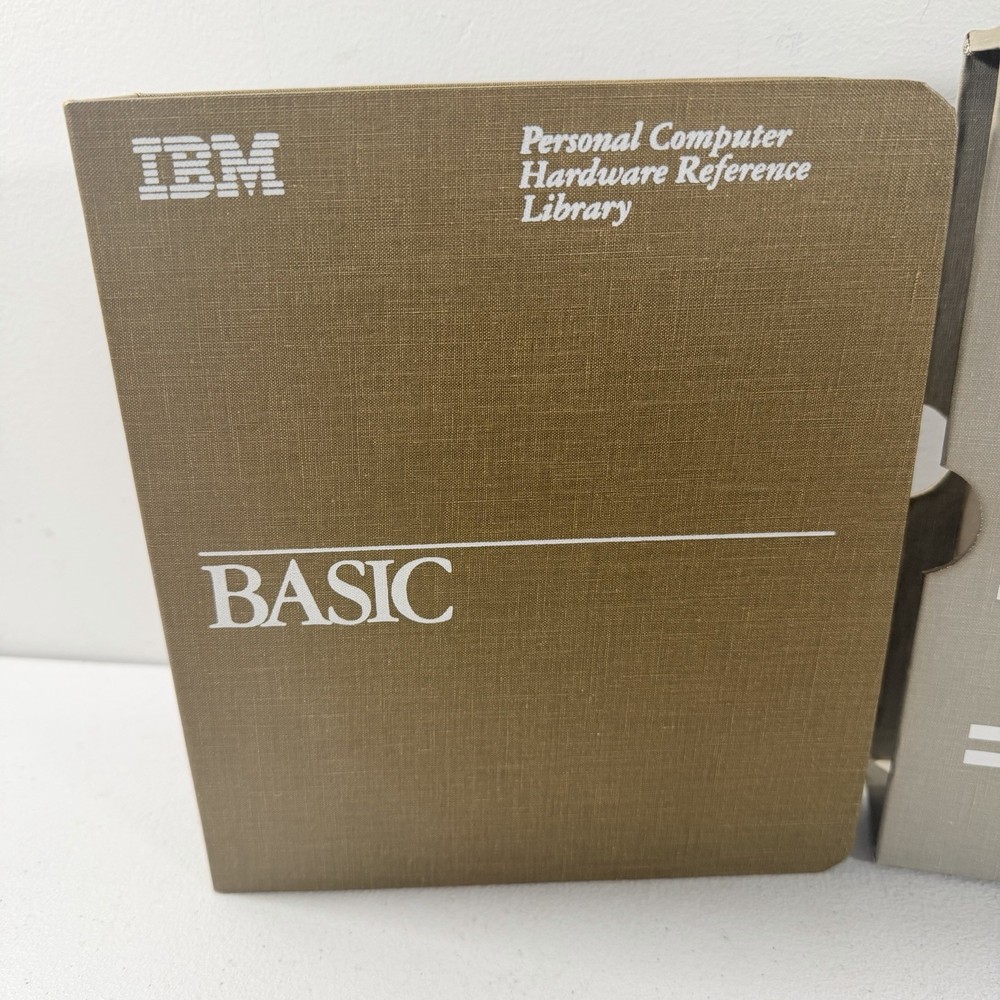 IBM
Personal Computer
Hardware Reference
Library
BASIC